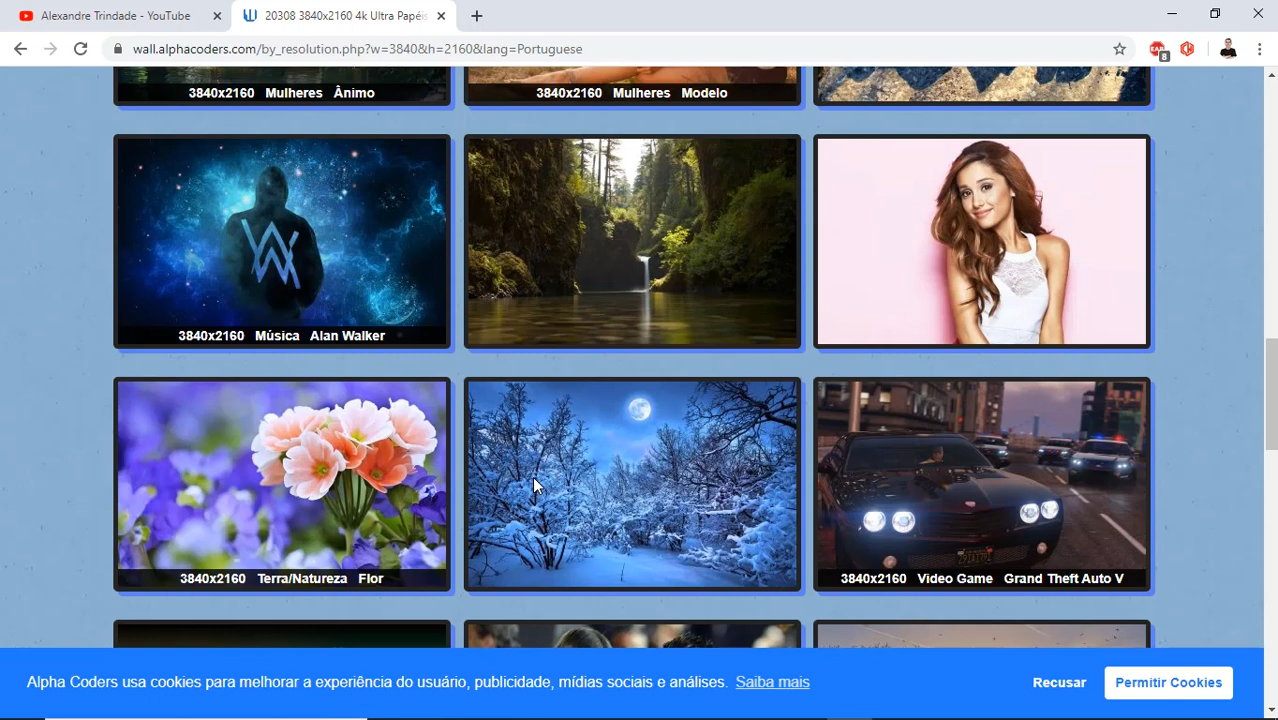 Alexandre Trindade - YouTube
20308 3840x2160 4k Ultra Papéis
wall.alphacoders.com/by_resolution.php?w=3840&h=2160&lang=Portuguese
8
3840x2160 Mulheres Ânimo
3840x2160 Mulheres Modelo
3840x2160 Música Alan Walker
3840x2160 Terra/Natureza Flor
3840x2160 Video Game Grand Theft Auto V
Alpha Coders usa cookies para melhorar a experiência do usuário, publicidade, mídias sociais e análises. Saiba mais
Recusar
Permitir Cookies